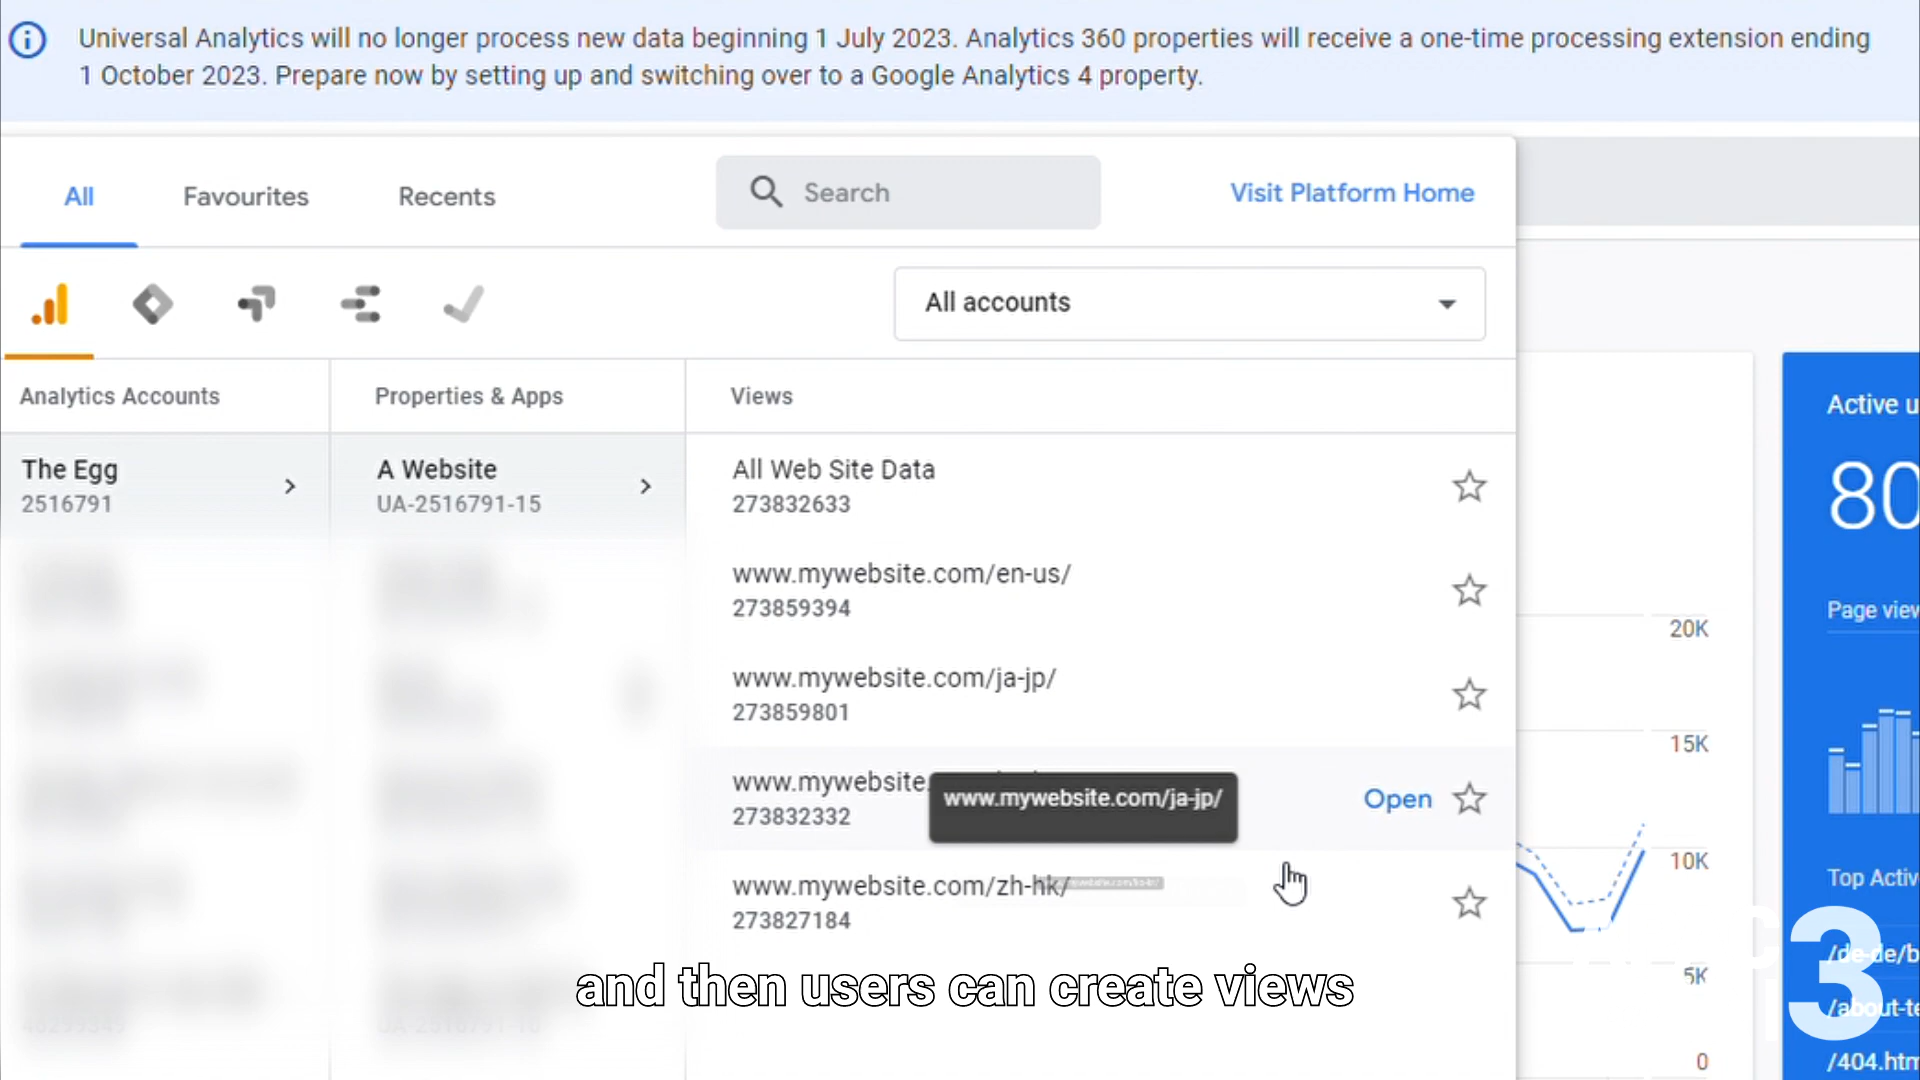 Universal Analytics will no longer process new data beginning 1 July 2023. Analytics 360 properties will receive a one-time processing extension ending
1 October 2023. Prepare now by setting up and switching over to a Google Analytics 4 property.
All
Favourites
Recents
Search
Visit Platform Home
All accounts
Analytics Accounts
Properties & Apps
Views
The Egg
2516791
A Website
UA-2516791-15
All Web Site Data
273832633
www.mywebsite.com/en-us/
273859394
www.mywebsite.com/ja-jp/
273859801
www.mywebsite.
273832332
www.mywebsite.com/ja-jp/
Open
www.mywebsite.com/zh-hk/
273827184
and then users can create views
Active u
80
Page view
20K
15K
10K
5K
0
Top Activ
/de-de/b
/about-te
/404.htm
3